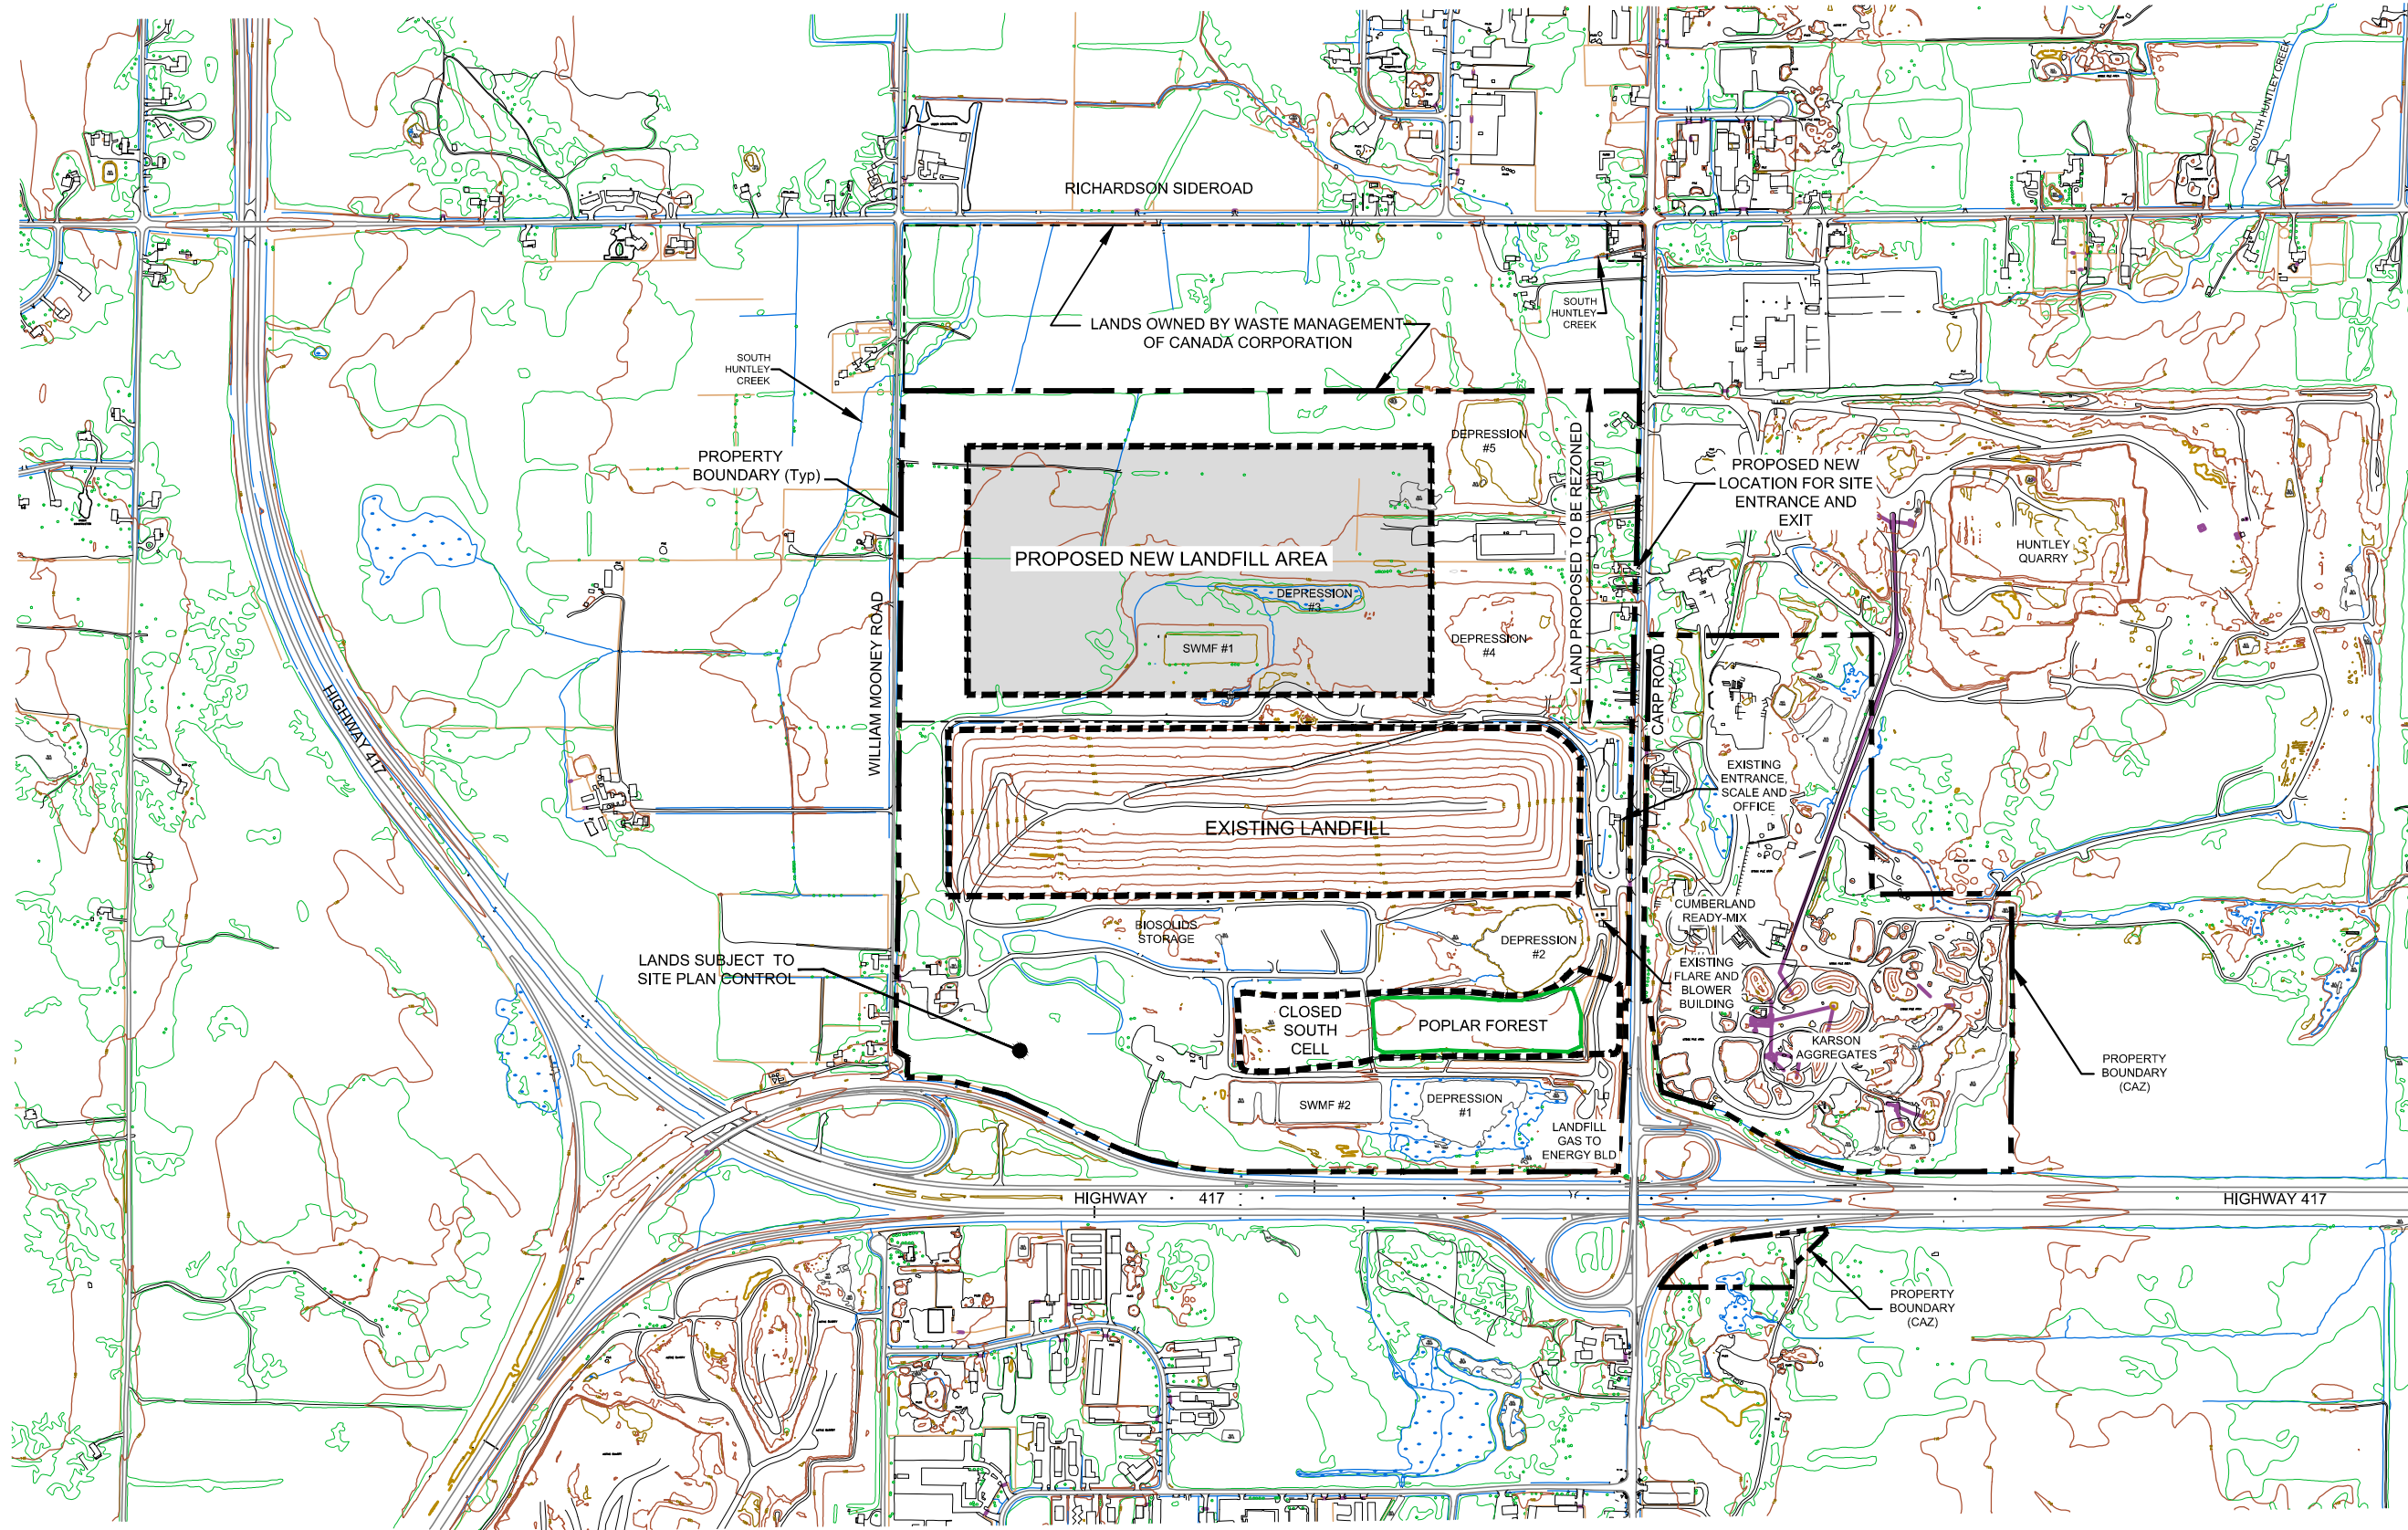 SOUTH HUNTLEY CREEK
RICHARDSON SIDEROAD
LANDS OWNED BY WASTE MANAGEMENT
OF CANADA CORPORATION
SOUTH
HUNTLEY
CREEK
SOUTH
HUNTLEY
CREEK
PROPERTY
BOUNDARY (Typ)
DEPRESSION
#5
LAND PROPOSED TO BE REZONED
PROPOSED NEW
LOCATION FOR SITE
ENTRANCE AND
EXIT
HUNTLEY
QUARRY
PROPOSED NEW LANDFILL AREA
DEPRESSION
#3
SWMF #1
DEPRESSION
#4
WILLIAM MOONEY ROAD
CARP ROAD
HIGHWAY 417
EXISTING
ENTRANCE,
SCALE AND
OFFICE
EXISTING LANDFILL
BIOSOLIDS
STORAGE
DEPRESSION
#2
CUMBERLAND
READY-MIX
EXISTING
FLARE AND
BLOWER
BUILDING
LANDS SUBJECT TO
SITE PLAN CONTROL
CLOSED
SOUTH
CELL
POPLAR FOREST
KARSON
AGGREGATES
PROPERTY
BOUNDARY
(CAZ)
SWMF #2
DEPRESSION
#1
LANDFILL
GAS TO
ENERGY BLD
HIGHWAY 417
HIGHWAY 417
PROPERTY
BOUNDARY
(CAZ)